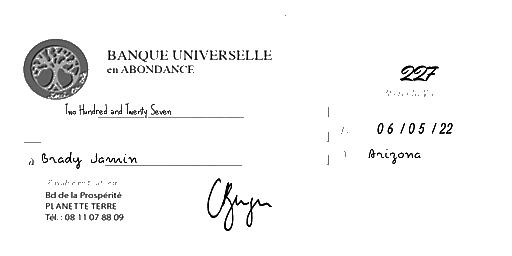 BANQUE UNIVERSELLE
en ABONDANCE
227
Two Hundred and Twenty Seven
06/05/22
à Brady Jamin
Arizona
Bd de la Prospérité
PLANETTE TERRE
Tél. : 08 11 07 88 09